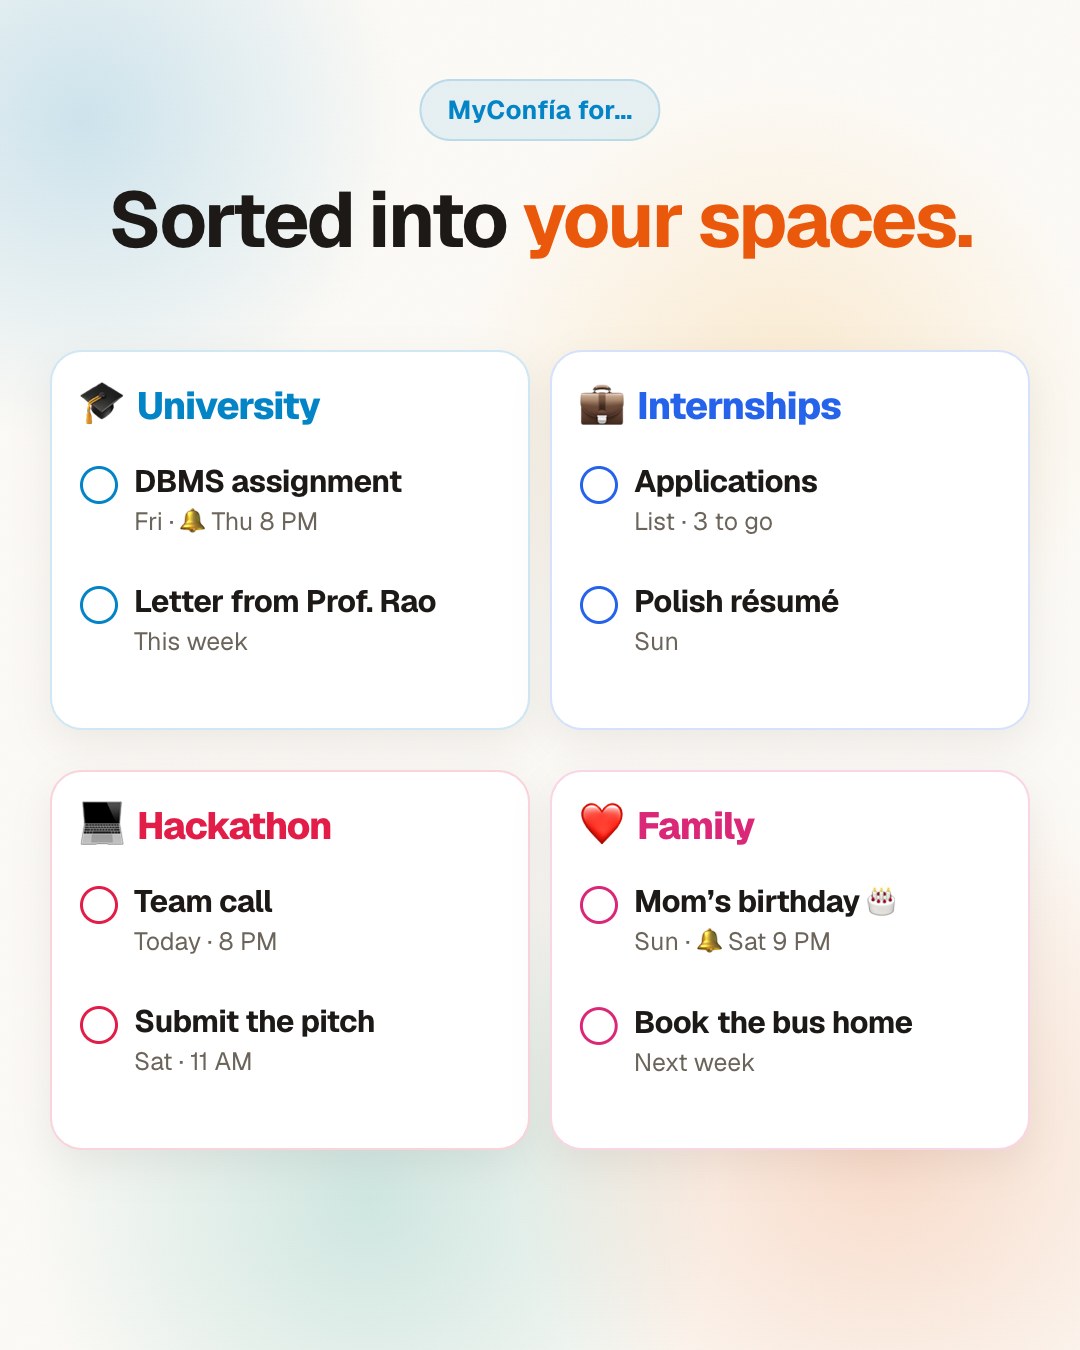 MyConfía for...
Sorted into your spaces.
🎓 University
DBMS assignment
Fri · 🔔 Thu 8 PM
Letter from Prof. Rao
This week
💼 Internships
Applications
List · 3 to go
Polish résumé
Sun
💻 Hackathon
Team call
Today · 8 PM
Submit the pitch
Sat · 11 AM
❤️ Family
Mom’s birthday 🎂
Sun · 🔔 Sat 9 PM
Book the bus home
Next week